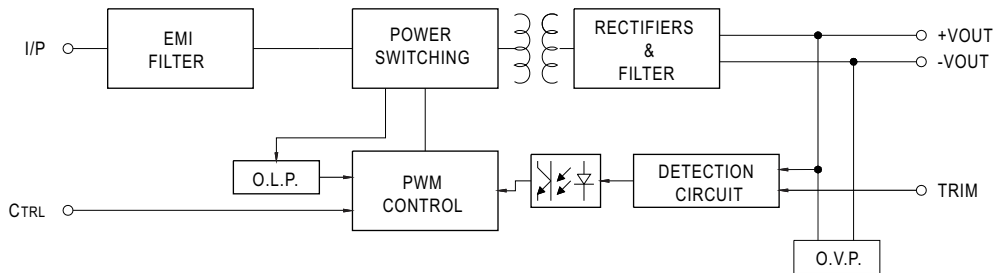 I/P
EMI
FILTER
POWER
SWITCHING
RECTIFIERS
&
FILTER
+VOUT
-VOUT
O.L.P.
PWM
CONTROL
DETECTION
CIRCUIT
TRIM
CTRL
O.V.P.